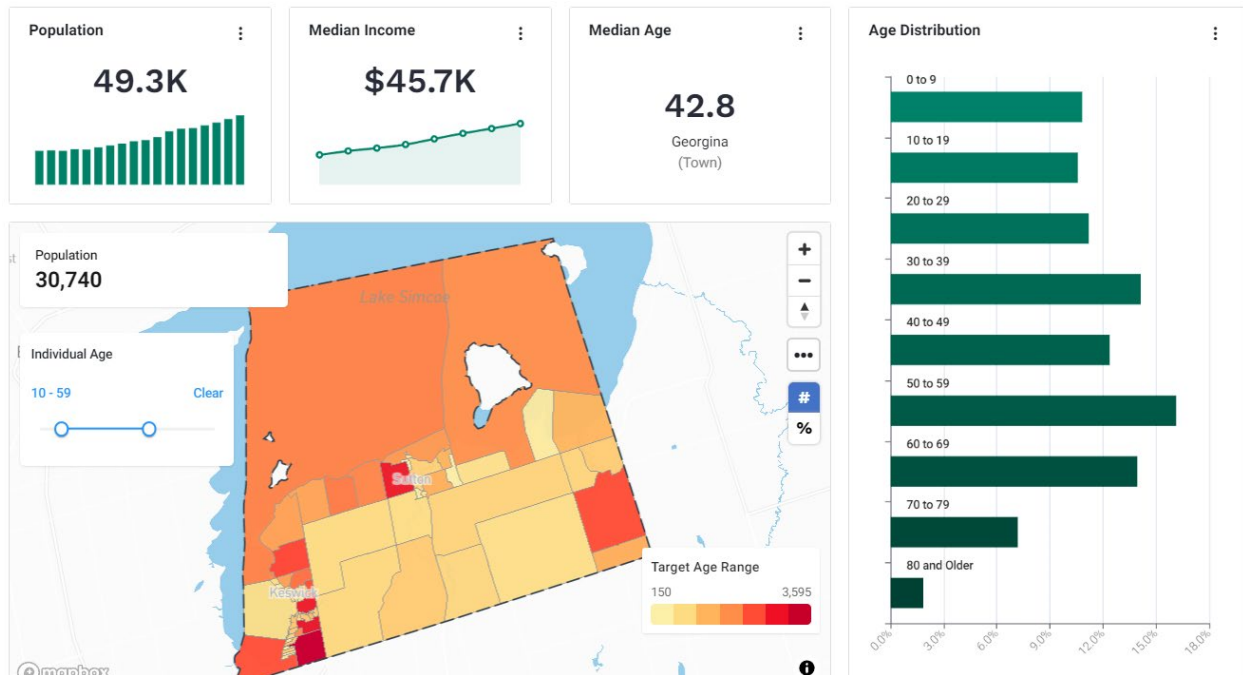 Population
49.3K
Median Income
$45.7K
Median Age
42.8
Georgina
(Town)
Age Distribution
0 to 9
10 to 19
20 to 29
30 to 39
40 to 49
50 to 59
60 to 69
70 to 79
80 and Older
0.0%
3.0%
6.0%
9.0%
12.0%
15.0%
18.0%
Population
30,740
Individual Age
10 - 59 Clear
Lake Simcoe
Sutton
Keswick
#
%
Target Age Range
150 3,595
mapbox